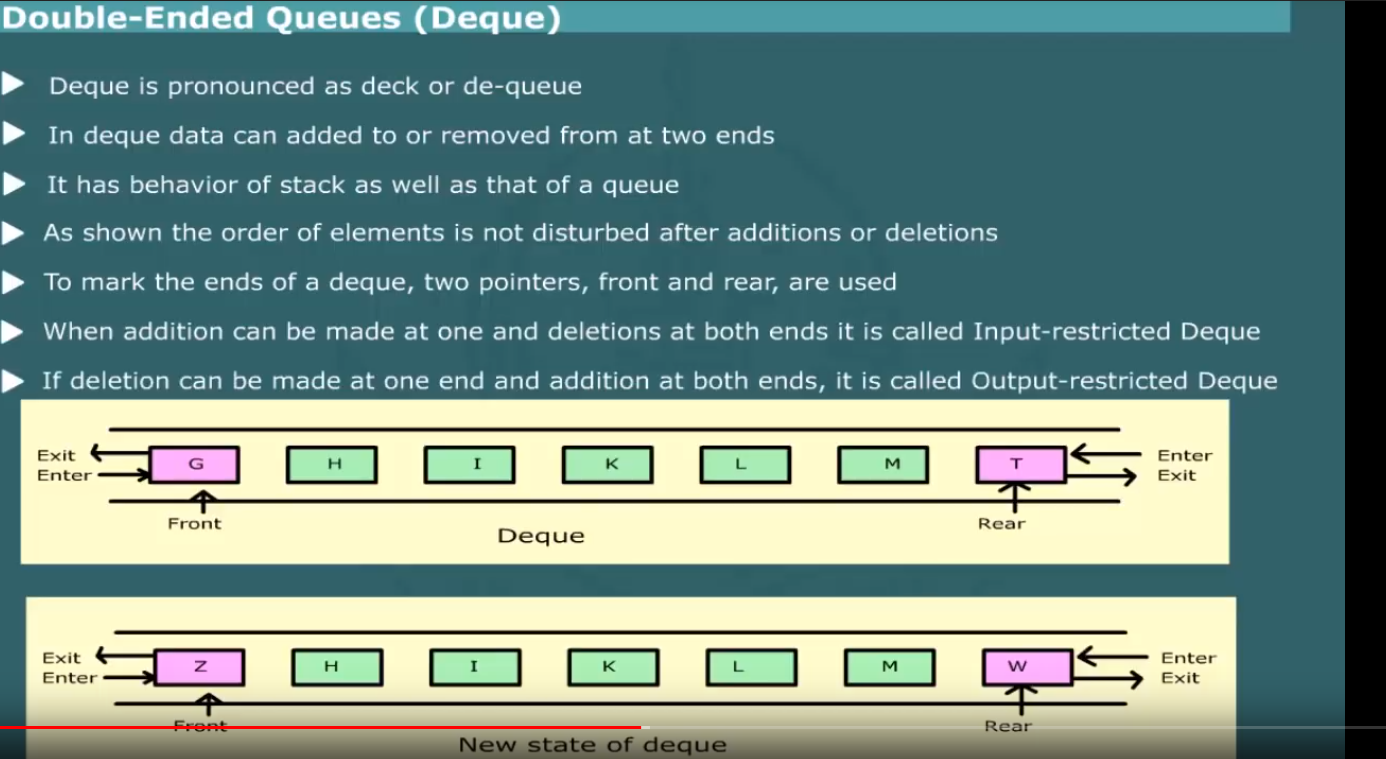 Double-Ended Queues (Deque)
Deque is pronounced as deck or de-queue
In deque data can added to or removed from at two ends
It has behavior of stack as well as that of a queue
As shown the order of elements is not disturbed after additions or deletions
To mark the ends of a deque, two pointers, front and rear, are used
When addition can be made at one and deletions at both ends it is called Input-restricted Deque
If deletion can be made at one end and addition at both ends, it is called Output-restricted Deque
Exit G H I K L M T Enter
Enter Exit
Front Rear
Deque
Exit Z H I K L M W Enter
Enter Exit
Front Rear
New state of deque